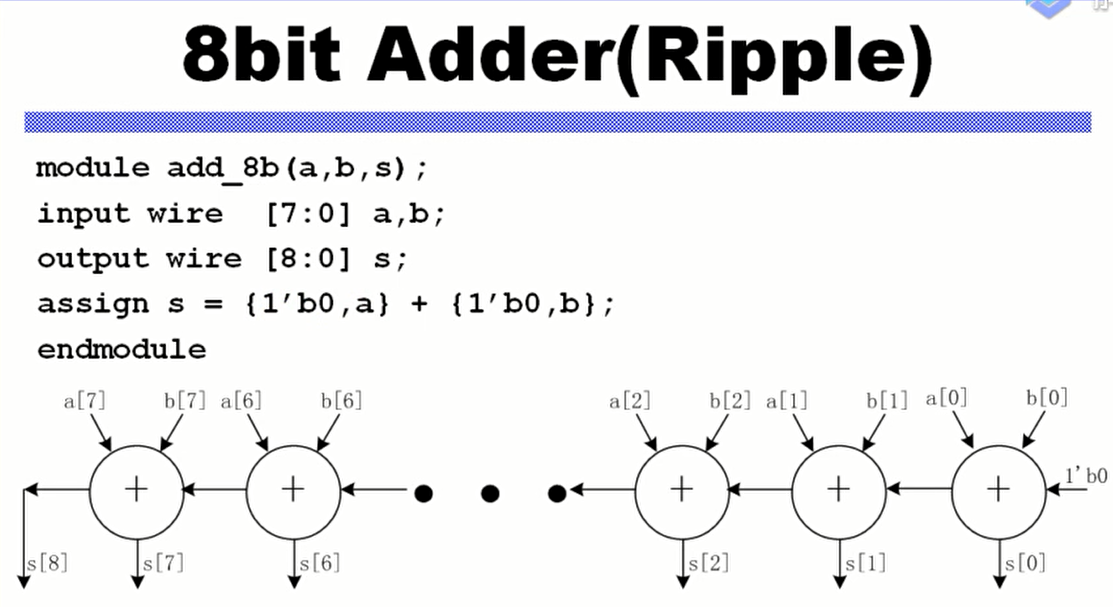 8bit Adder(Ripple)
module add_8b(a,b,s);
input wire  [7:0] a,b;
output wire [8:0] s;
assign s = {1'b0,a} + {1'b0,b};
endmodule
a[7] b[7] a[6] b[6] a[2] b[2] a[1] b[1] a[0] b[0]
+ + + + + 1'b0
s[8] s[7] s[6] s[2] s[1] s[0]